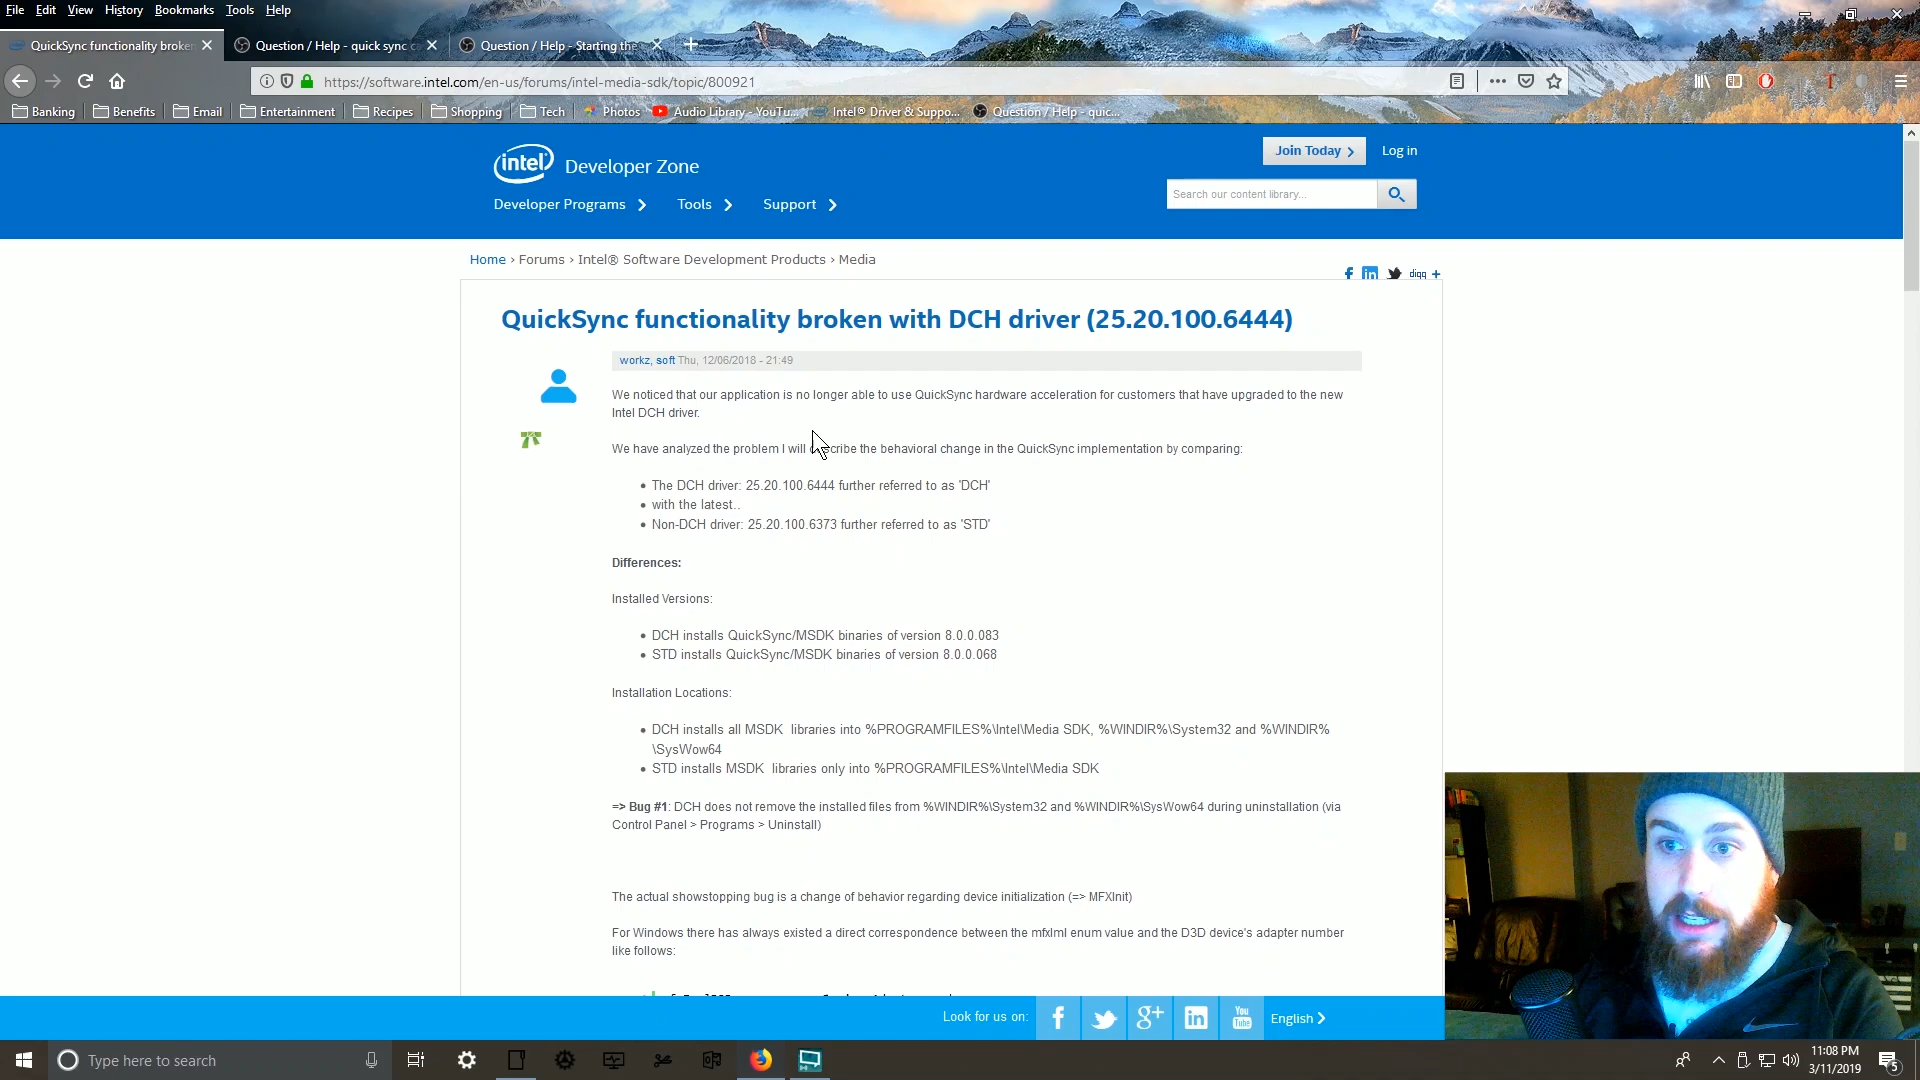 File Edit View History Bookmarks Tools Help
QuickSync functionality broken
Question / Help - quick sync c
Question / Help - Starting the
https://software.intel.com/en-us/forums/intel-media-sdk/topic/800921
Banking Benefits Email Entertainment Recipes Shopping Tech Photos Audio Library - YouTu... Intel® Driver & Suppo... Question / Help - quic...
intel Developer Zone
Join Today Log in
Search our content library...
Developer Programs Tools Support
Home › Forums › Intel® Software Development Products › Media
digg +
QuickSync functionality broken with DCH driver (25.20.100.6444)
workz, soft Thu, 12/06/2018 - 21:49
We noticed that our application is no longer able to use QuickSync hardware acceleration for customers that have upgraded to the new
Intel DCH driver.
We have analyzed the problem I will describe the behavioral change in the QuickSync implementation by comparing:
• The DCH driver: 25.20.100.6444 further referred to as 'DCH'
• with the latest..
• Non-DCH driver: 25.20.100.6373 further referred to as 'STD'
Differences:
Installed Versions:
• DCH installs QuickSync/MSDK binaries of version 8.0.0.083
• STD installs QuickSync/MSDK binaries of version 8.0.0.068
Installation Locations:
• DCH installs all MSDK libraries into %PROGRAMFILES%\Intel\Media SDK, %WINDIR%\System32 and %WINDIR%
\SysWow64
• STD installs MSDK libraries only into %PROGRAMFILES%\Intel\Media SDK
=> Bug #1: DCH does not remove the installed files from %WINDIR%\System32 and %WINDIR%\SysWow64 during uninstallation (via
Control Panel > Programs > Uninstall)
The actual showstopping bug is a change of behavior regarding device initialization (=> MFXInit)
For Windows there has always existed a direct correspondence between the mfxIml enum value and the D3D device's adapter number
like follows:
Look for us on: f g+ in You Tube English
Type here to search
11:08 PM
3/11/2019
5